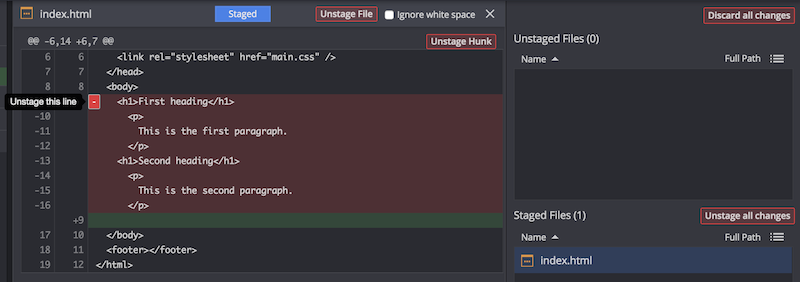 index.html Staged Unstage File Ignore white space Discard all changes
@@ -6,14 +6,7 @@ Unstage Hunk
6 6 <link rel="stylesheet" href="main.css" />
7 7 </head>
8 8 <body>
Unstage this line - <h1>First heading</h1>
-10 <p>
-11 This is the first paragraph.
-12 </p>
-13 <h1>Second heading</h1>
-14 <p>
-15 This is the second paragraph.
-16 </p>
+9
17 10 </body>
18 11 <footer></footer>
19 12 </html>
Unstaged Files (0)
Name Full Path
Staged Files (1) Unstage all changes
Name Full Path
index.html